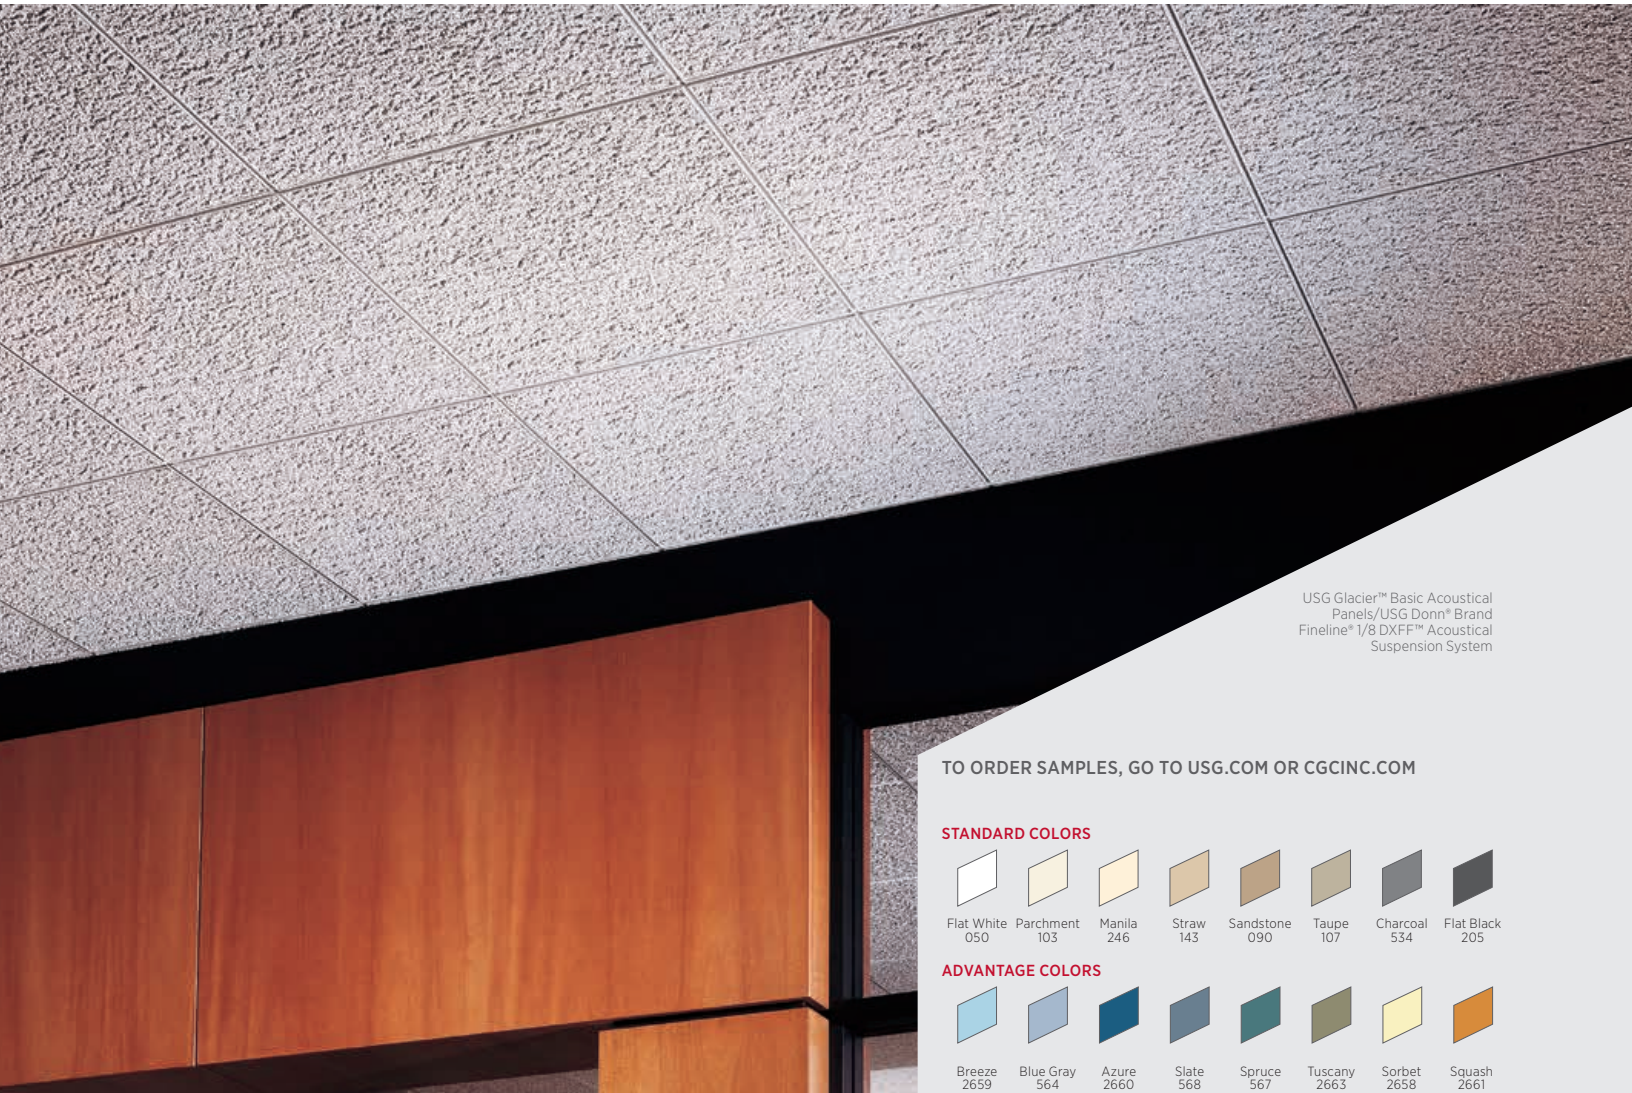 USG Glacier™ Basic Acoustical
Panels/USG Donn® Brand
Fineline® 1/8 DXFF™ Acoustical
Suspension System
TO ORDER SAMPLES, GO TO USG.COM OR CGCINC.COM
STANDARD COLORS
Flat White Parchment Manila Straw Sandstone Taupe Charcoal Flat Black
050 103 246 143 090 107 534 205
ADVANTAGE COLORS
Breeze Blue Gray Azure Slate Spruce Tuscany Sorbet Squash
2659 564 2660 568 567 2663 2658 2661